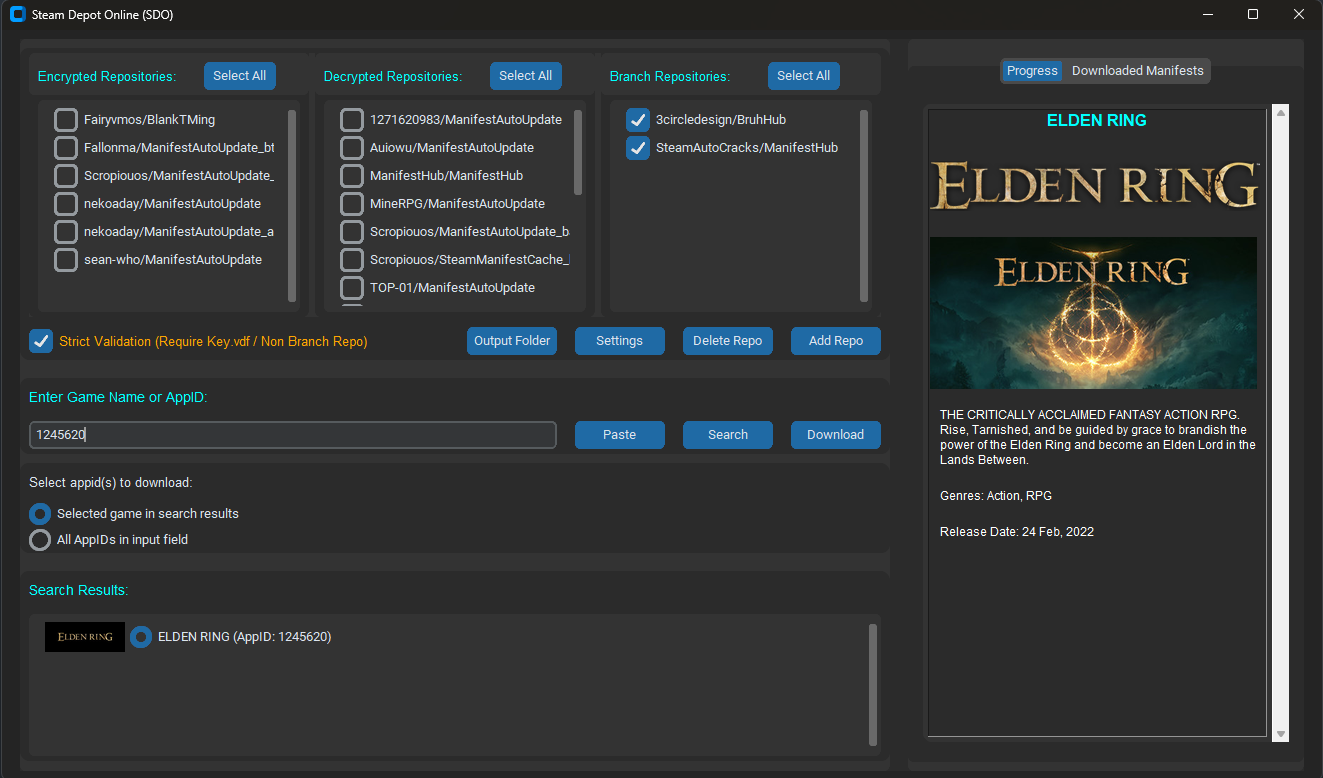 Steam Depot Online (SDO)
Encrypted Repositories:
Select All
Fairyvmos/BlankTMing
Fallonma/ManifestAutoUpdate_bt
Scropiouos/ManifestAutoUpdate_
nekoaday/ManifestAutoUpdate
nekoaday/ManifestAutoUpdate_a
sean-who/ManifestAutoUpdate
Decrypted Repositories:
Select All
1271620983/ManifestAutoUpdate
Auiowu/ManifestAutoUpdate
ManifestHub/ManifestHub
MineRPG/ManifestAutoUpdate
Scropiouos/ManifestAutoUpdate_b
Scropiouos/SteamManifestCache_
TOP-01/ManifestAutoUpdate
Branch Repositories:
Select All
3circledesign/BruhHub
SteamAutoCracks/ManifestHub
Strict Validation (Require Key.vdf / Non Branch Repo)
Output Folder
Settings
Delete Repo
Add Repo
Enter Game Name or AppID:
1245620
Paste
Search
Download
Select appid(s) to download:
Selected game in search results
All AppIDs in input field
Search Results:
ELDEN RING
ELDEN RING (AppID: 1245620)
Progress
Downloaded Manifests
ELDEN RING
ELDEN RING™
ELDEN RING
THE CRITICALLY ACCLAIMED FANTASY ACTION RPG.
Rise, Tarnished, and be guided by grace to brandish the
power of the Elden Ring and become an Elden Lord in the
Lands Between.
Genres: Action, RPG
Release Date: 24 Feb, 2022